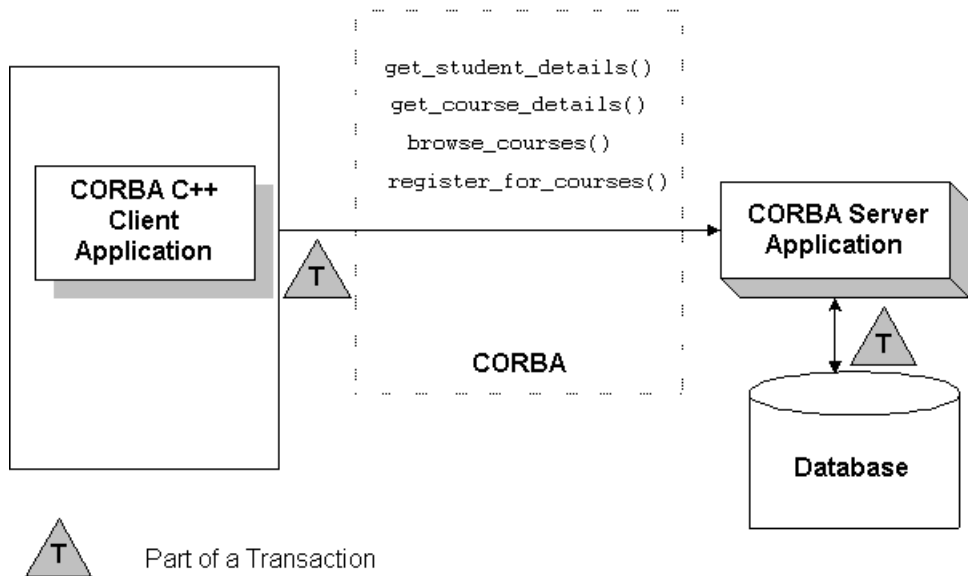 get_student_details()
get_course_details()
browse_courses()
register_for_courses()
CORBA C++
Client
Application
T
CORBA Server
Application
T
CORBA
Database
T
Part of a Transaction